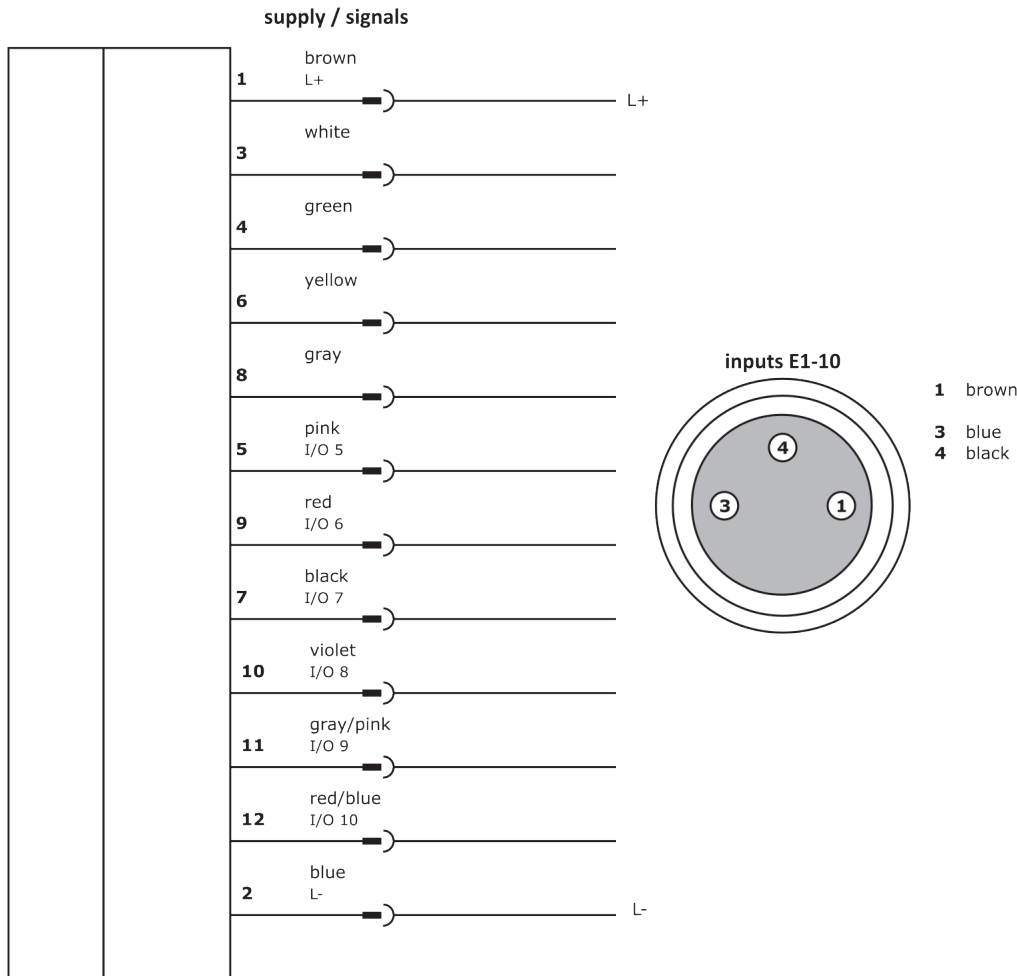 supply / signals
brown
1 L+
L+
white
3
green
4
yellow
6
gray
8
pink
5 I/O 5
red
9 I/O 6
black
7 I/O 7
violet
10 I/O 8
gray/pink
11 I/O 9
red/blue
12 I/O 10
blue
2 L-
L-
inputs E1-10
4
3 1
1 brown
3 blue
4 black